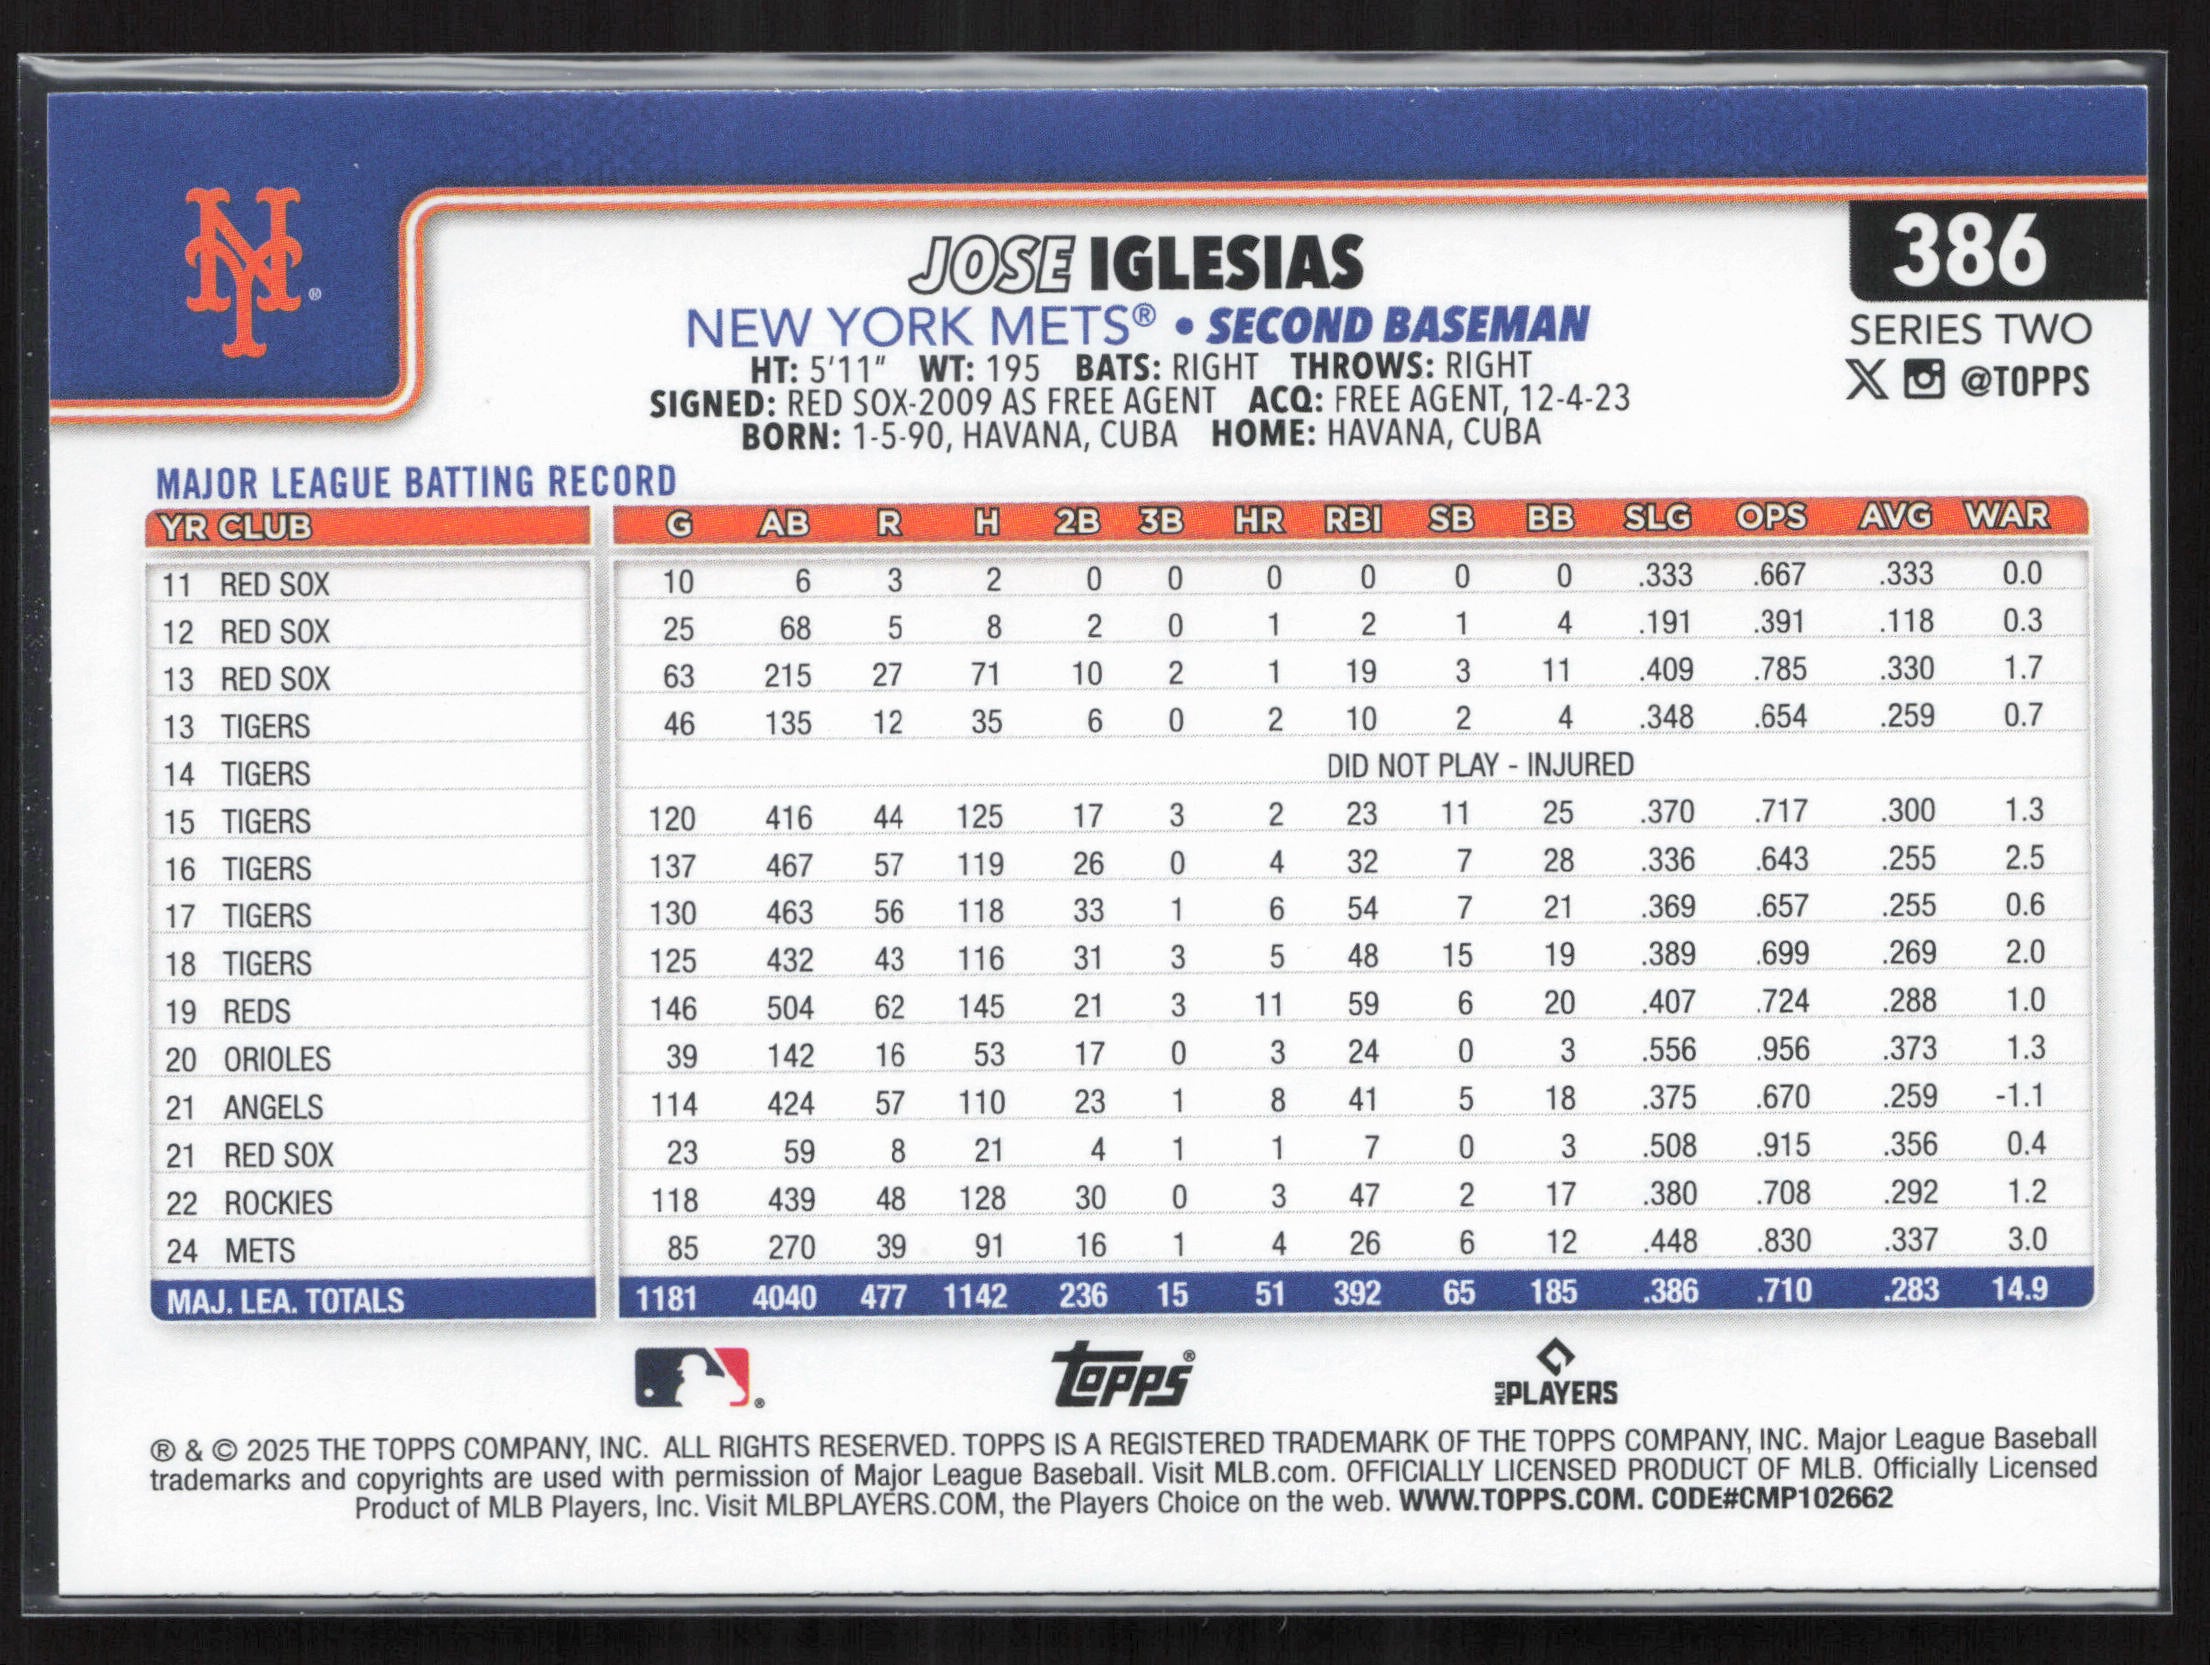 NY®
JOSE IGLESIAS
386
NEW YORK METS® • SECOND BASEMAN
SERIES TWO
HT: 5'11" WT: 195 BATS: RIGHT THROWS: RIGHT
@TOPPS
SIGNED: RED SOX-2009 AS FREE AGENT ACQ: FREE AGENT, 12-4-23
BORN: 1-5-90, HAVANA, CUBA HOME: HAVANA, CUBA
MAJOR LEAGUE BATTING RECORD
YR CLUB G AB R H 2B 3B HR RBI SB BB SLG OPS AVG WAR
11 RED SOX 10 6 3 2 0 0 0 0 0 0 .333 .667 .333 0.0
12 RED SOX 25 68 5 8 2 0 1 2 1 4 .191 .391 .118 0.3
13 RED SOX 63 215 27 71 10 2 1 19 3 11 .409 .785 .330 1.7
13 TIGERS 46 135 12 35 6 0 2 10 2 4 .348 .654 .259 0.7
14 TIGERS DID NOT PLAY - INJURED
15 TIGERS 120 416 44 125 17 3 2 23 11 25 .370 .717 .300 1.3
16 TIGERS 137 467 57 119 26 0 4 32 7 28 .336 .643 .255 2.5
17 TIGERS 130 463 56 118 33 1 6 54 7 21 .369 .657 .255 0.6
18 TIGERS 125 432 43 116 31 3 5 48 15 19 .389 .699 .269 2.0
19 REDS 146 504 62 145 21 3 11 59 6 20 .407 .724 .288 1.0
20 ORIOLES 39 142 16 53 17 0 3 24 0 3 .556 .956 .373 1.3
21 ANGELS 114 424 57 110 23 1 8 41 5 18 .375 .670 .259 -1.1
21 RED SOX 23 59 8 21 4 1 1 7 0 3 .508 .915 .356 0.4
22 ROCKIES 118 439 48 128 30 0 3 47 2 17 .380 .708 .292 1.2
24 METS 85 270 39 91 16 1 4 26 6 12 .448 .830 .337 3.0
MAJ. LEA. TOTALS 1181 4040 477 1142 236 15 51 392 65 185 .386 .710 .283 14.9
® TOPPS® MLB PLAYERS
® & © 2025 THE TOPPS COMPANY, INC. ALL RIGHTS RESERVED. TOPPS IS A REGISTERED TRADEMARK OF THE TOPPS COMPANY, INC. Major League Baseball
trademarks and copyrights are used with permission of Major League Baseball. Visit MLB.com. OFFICIALLY LICENSED PRODUCT OF MLB. Officially Licensed
Product of MLB Players, Inc. Visit MLBPLAYERS.COM, the Players Choice on the web. WWW.TOPPS.COM. CODE#CMP102662